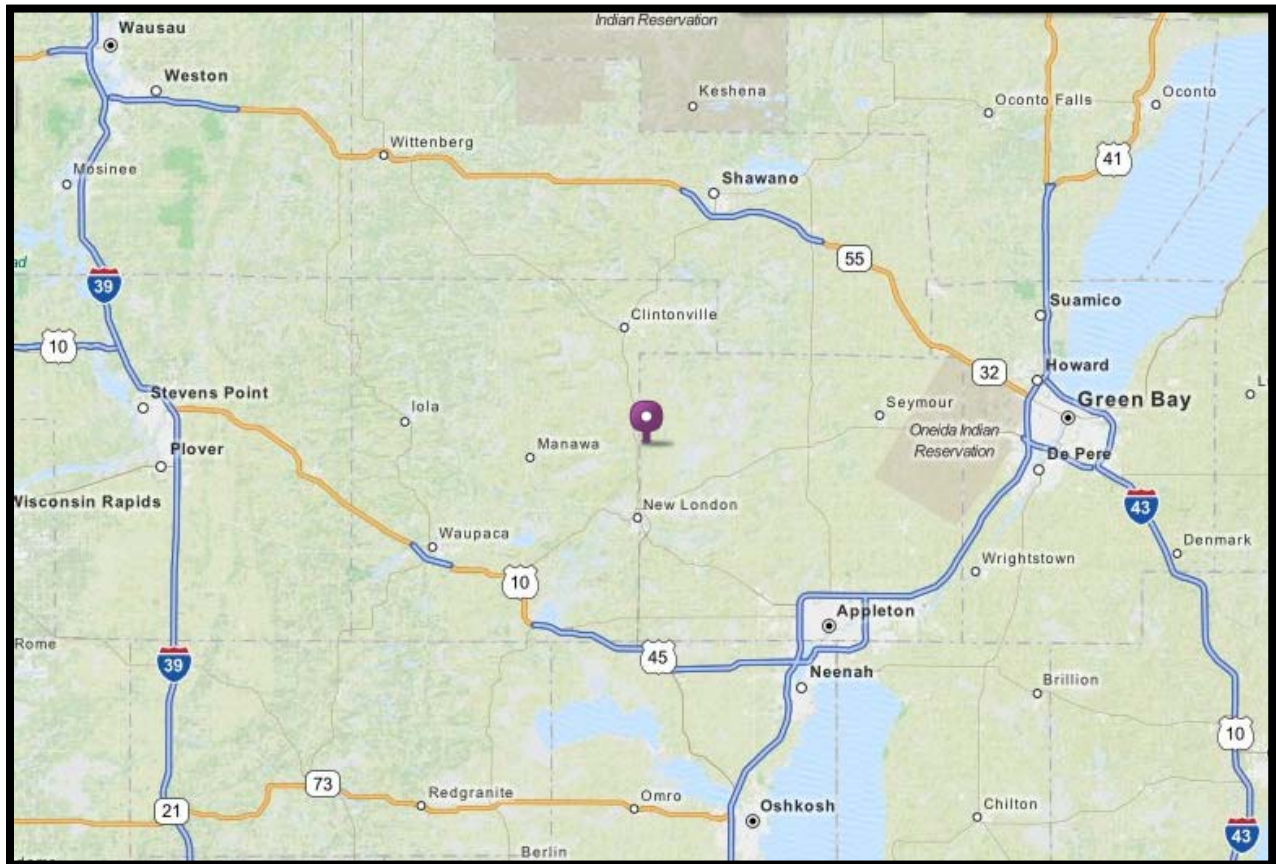 Indian Reservation
Wausau
Weston
Keshena
Oconto Falls
Oconto
Wittenberg
41
Mosinee
Shawano
55
39
Suamico
Clintonville
10
Howard
32
Stevens Point
Iola
Seymour
Green Bay
Oneida Indian
Reservation
Manawa
Plover
De Pere
Wisconsin Rapids
New London
43
Waupaca
Denmark
Wrightstown
10
Appleton
Rome
45
39
Neenah
Brillion
10
73
Redgranite
Omro
Oshkosh
Chilton
21
43
Berlin